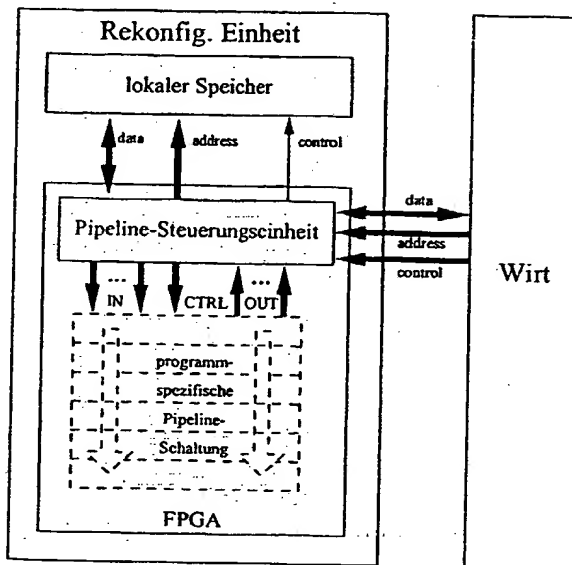 Rekonfig. Einheit
lokaler Speicher
data
address
control
Pipeline-Steuerungseinheit
data
address
control
Wirt
...
IN
CTRL
...
OUT
programm-
spezifische
Pipeline-
Schaltung
FPGA